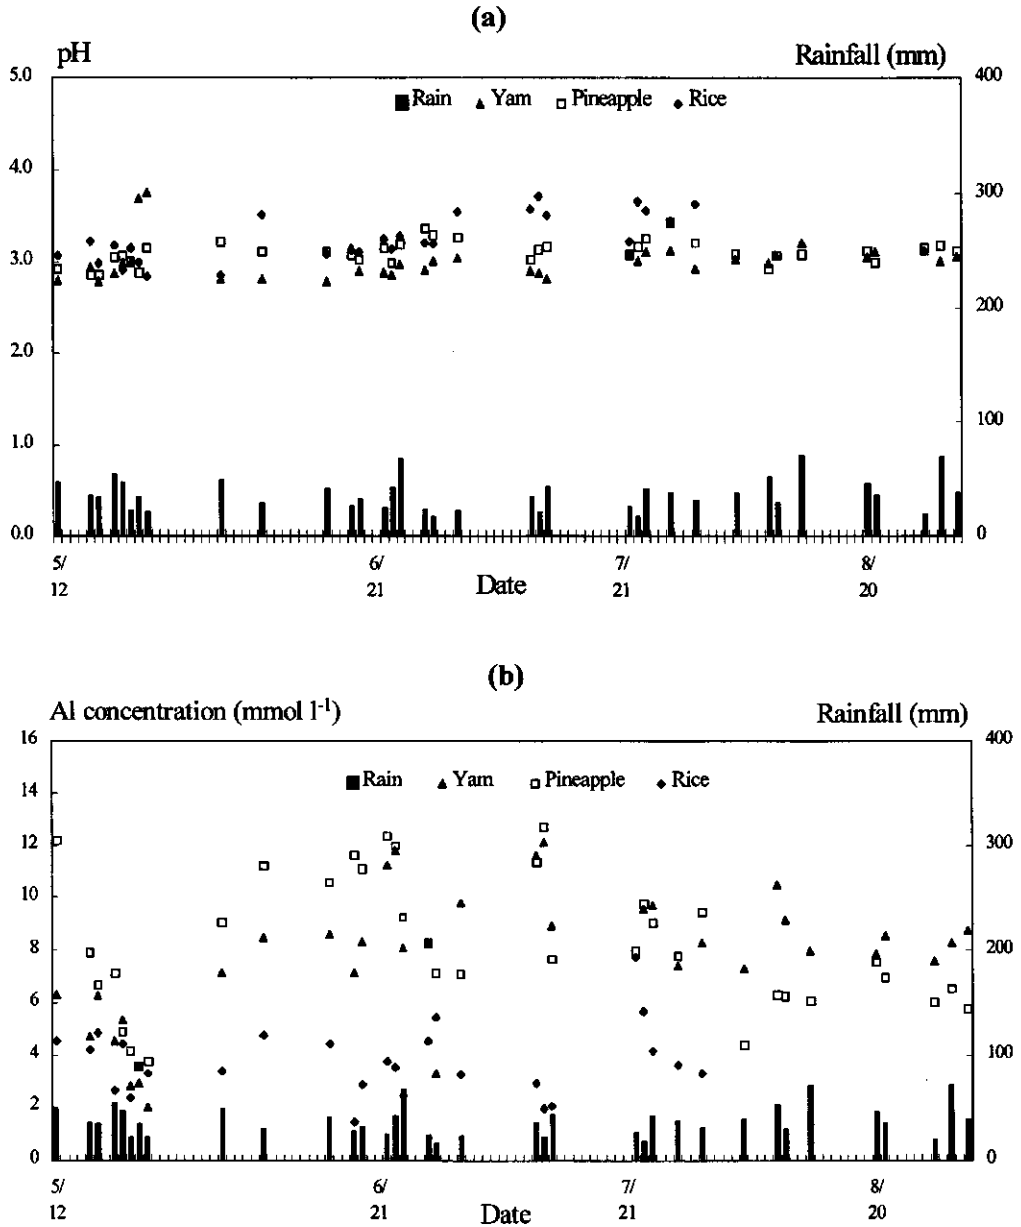 (a)
pH Rainfall (mm)
5.0 400
Rain Yam Pineapple Rice
4.0
300
3.0
200
2.0
100
1.0
0.0 0
5/ 6/ 7/ 8/
12 21 21 20
Date
(b)
Al concentration (mmol l-1) Rainfall (mm)
16 400
Rain Yam Pineapple Rice
14
12 300
10
8 200
6
4 100
2
0 0
5/ 6/ 7/ 8/
12 21 21 20
Date